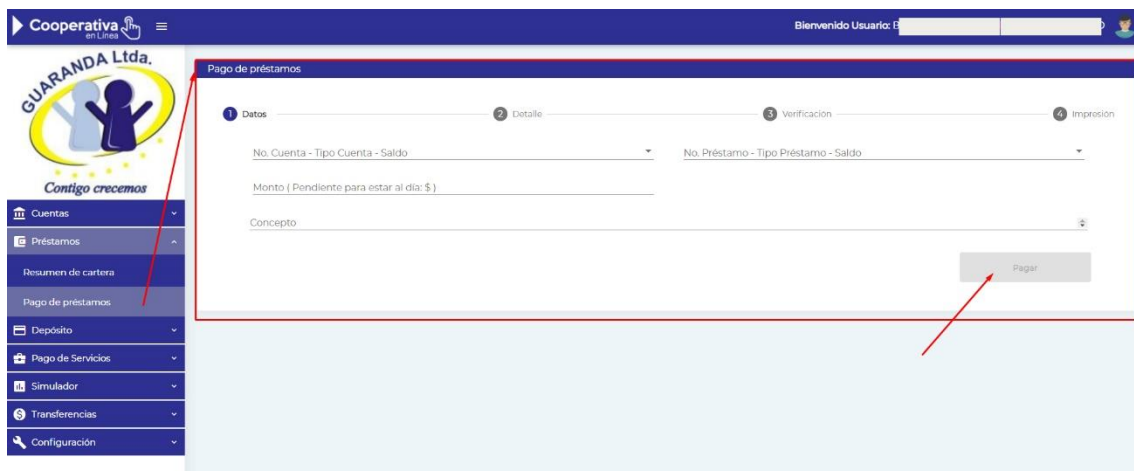 Cooperativa
en Línea
Bienvenido Usuario: B
GUARANDA Ltda.
Contigo crecemos
Cuentas
Préstamos
Resumen de cartera
Pago de préstamos
Depósito
Pago de Servicios
Simulador
Transferencias
Configuración
Pago de préstamos
1 Datos 2 Detalle 3 Verificación 4 Impresión
No. Cuenta - Tipo Cuenta - Saldo No. Préstamo - Tipo Préstamo - Saldo
Monto ( Pendiente para estar al día: $ )
Concepto
Pagar